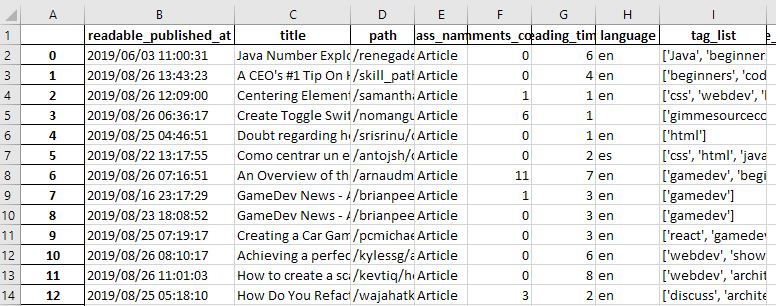 A B C D E F G H I
1 readable_published_at title path ass_nam mments_co eading_tim language tag_list
2 0 2019/06/03 11:00:31 Java Number Explo /renegade Article 0 6 en ['Java', 'beginner
3 1 2019/08/26 13:43:23 A CEO's #1 Tip On H /skill_path Article 0 4 en ['beginners', 'cod
4 2 2019/08/26 12:09:00 Centering Element /samantha Article 1 1 en ['css', 'webdev', '
5 3 2019/08/26 06:36:17 Create Toggle Swit /nomangu Article 6 1 ['gimmesourceco
6 4 2019/08/25 04:46:51 Doubt regarding he /srisrinu/ Article 0 1 en ['html']
7 5 2019/08/22 13:17:55 Como centrar un e /antojsh/c Article 0 2 es ['css', 'html', 'java
8 6 2019/08/26 07:16:51 An Overview of th /arnaudm Article 11 7 en ['gamedev', 'begi
9 7 2019/08/16 23:17:29 GameDev News - A /brianpee Article 1 3 en ['gamedev']
10 8 2019/08/23 18:08:52 GameDev News - A /brianpee Article 0 3 en ['gamedev']
11 9 2019/08/25 07:19:17 Creating a Car Gam /pcmichae Article 0 3 en ['react', 'gamedev
12 10 2019/08/26 08:10:17 Achieving a perfec /kylessg/a Article 0 6 en ['webdev', 'show
13 11 2019/08/26 11:01:03 How to create a sca /kevtiq/ho Article 0 8 en ['webdev', 'archit
14 12 2019/08/25 05:18:10 How Do You Refact /wajahatk Article 3 2 en ['discuss', 'archite